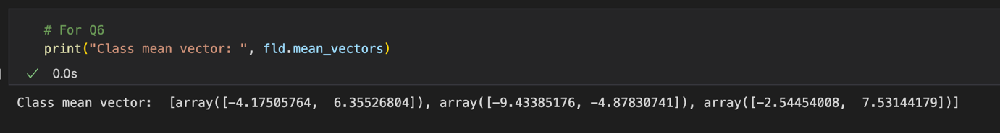 # For Q6
print("Class mean vector: ", fld.mean_vectors)
0.0s
Class mean vector:  [array([-4.17505764,  6.35526804]), array([-9.43385176, -4.87830741]), array([-2.54454008,  7.53144179])]